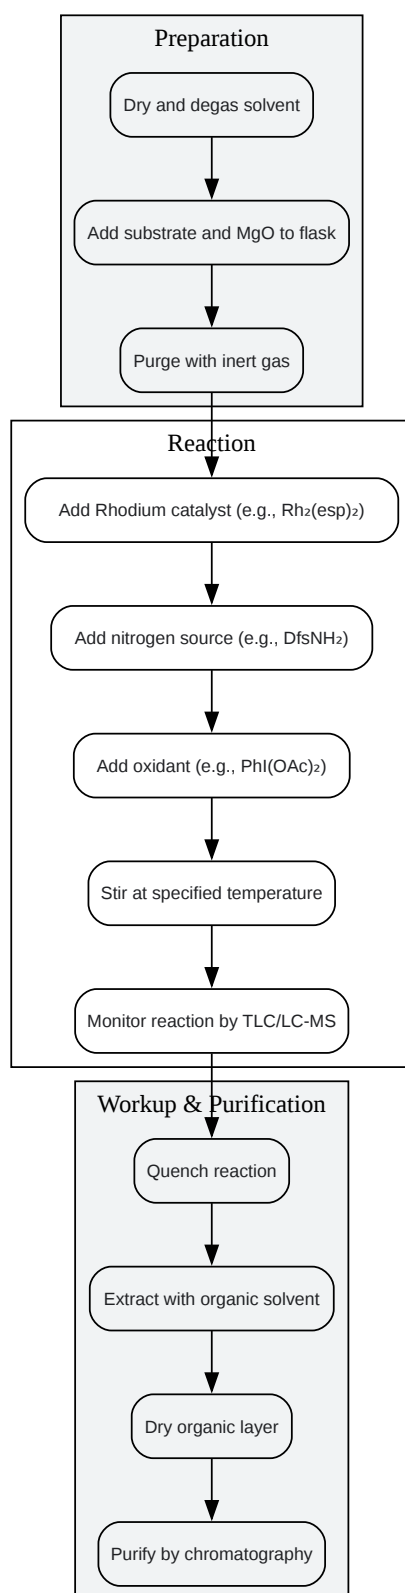 Preparation
Dry and degas solvent
Add substrate and MgO to flask
Purge with inert gas
Reaction
Add Rhodium catalyst (e.g., Rh₂(esp)₂)
Add nitrogen source (e.g., DfsNH₂)
Add oxidant (e.g., PhI(OAc)₂)
Stir at specified temperature
Monitor reaction by TLC/LC-MS
Workup & Purification
Quench reaction
Extract with organic solvent
Dry organic layer
Purify by chromatography